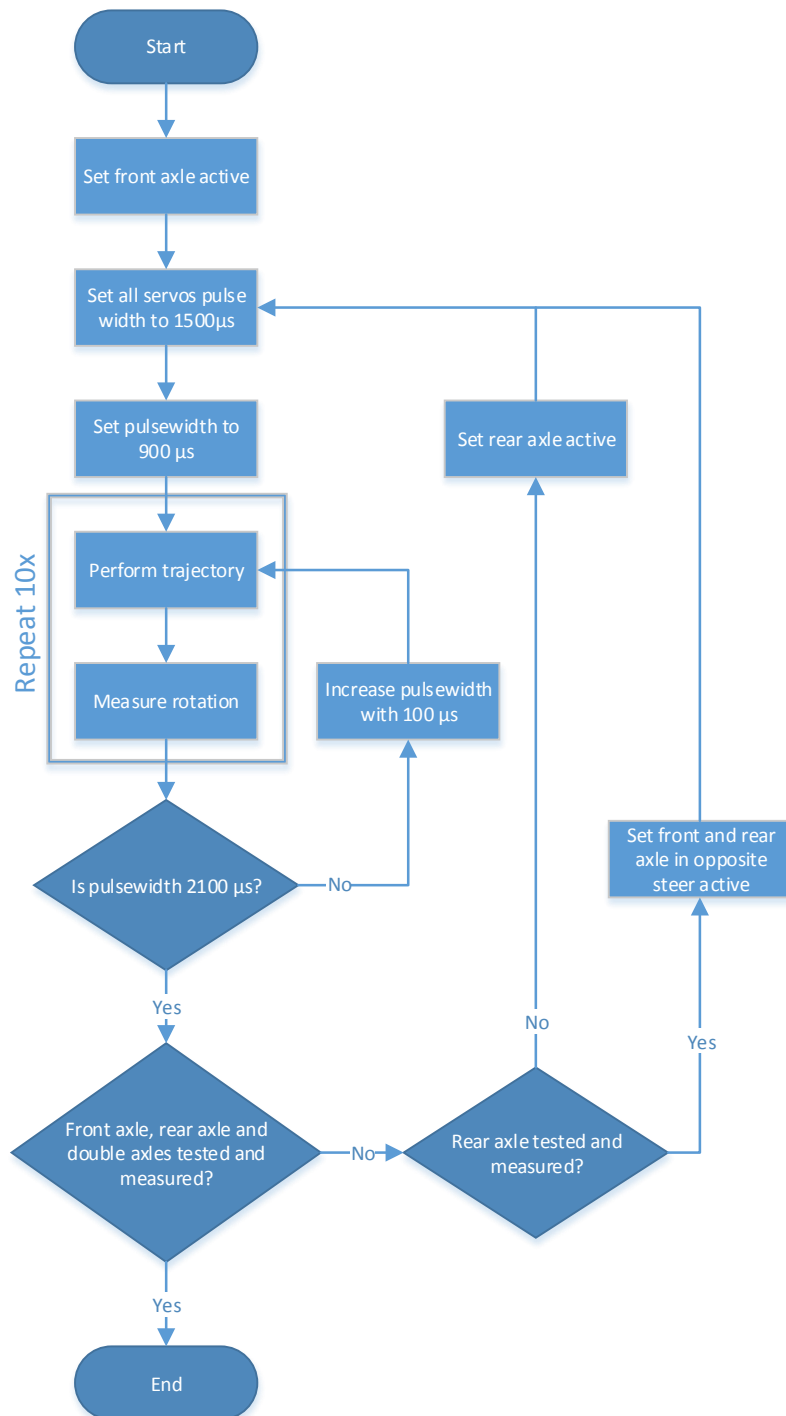 Start
Set front axle active
Set all servos pulse
width to 1500µs
Set pulsewidth to
900 µs
Set rear axle active
Repeat 10x
Perform trajectory
Measure rotation
Increase pulsewidth
with 100 µs
Is pulsewidth 2100 µs?
No
Set front and rear
axle in opposite
steer active
Yes
No
Yes
Front axle, rear axle and
double axles tested and
measured?
No
Rear axle tested and
measured?
Yes
End